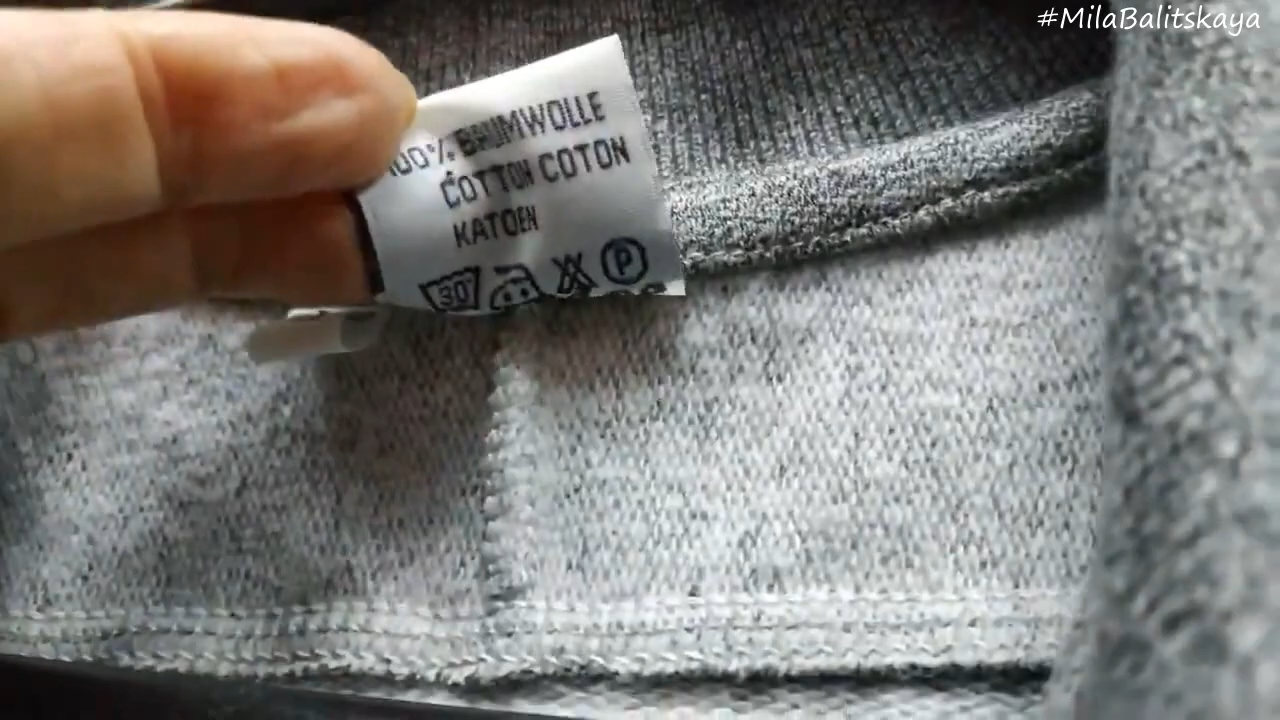 #MilaBalitskaya
100% BAUMWOLLE
COTTON COTON
KATOEN
30° P